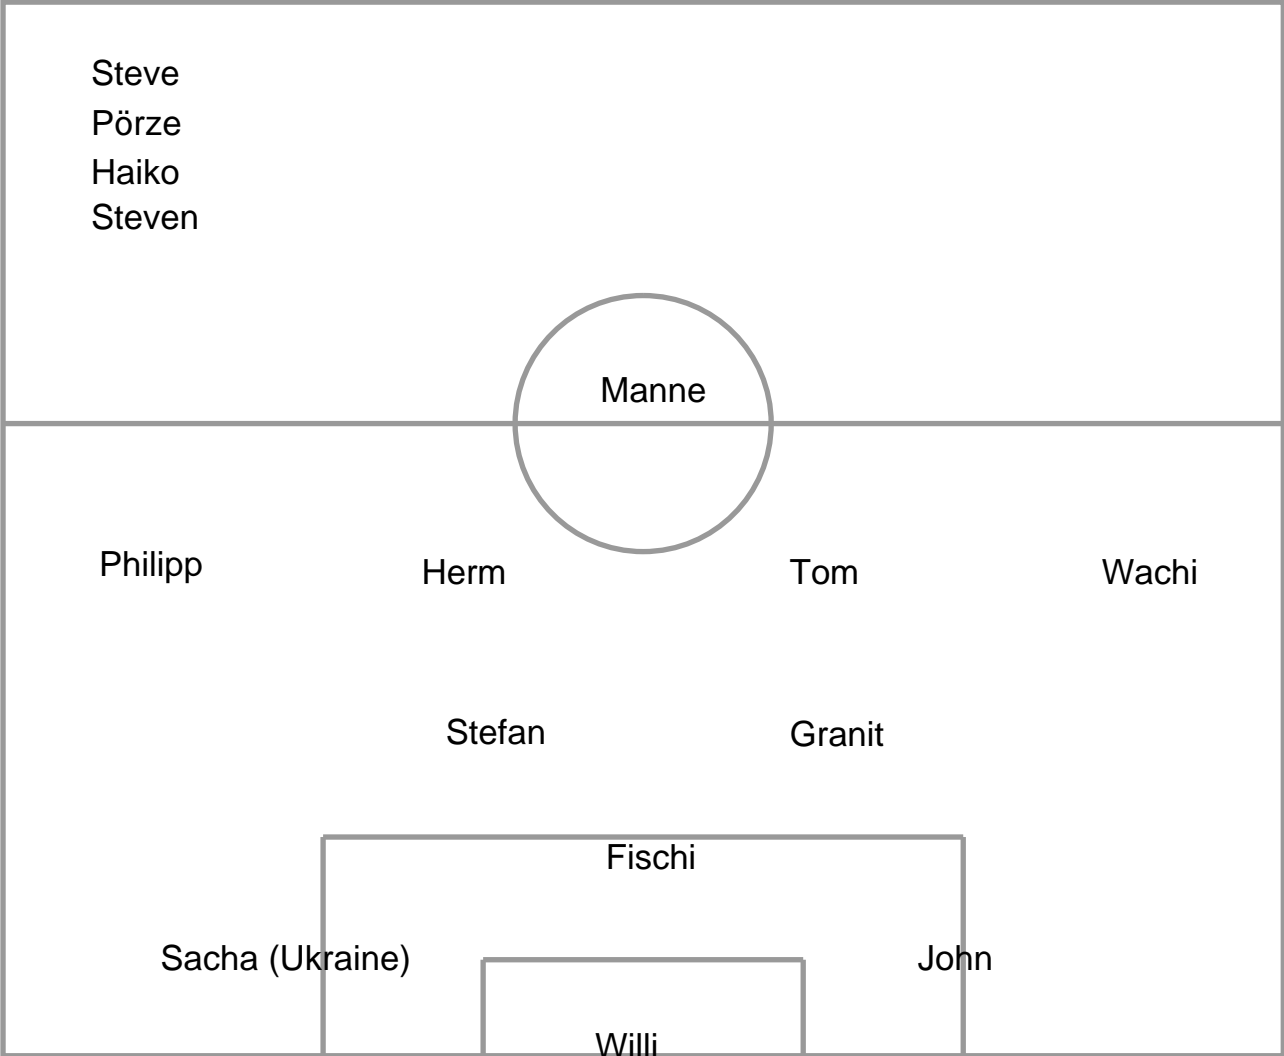 Steve
Pörze
Haiko
Steven
Manne
Philipp
Herm
Tom
Wachi
Stefan
Granit
Fischi
Sacha (Ukraine)
John
Willi